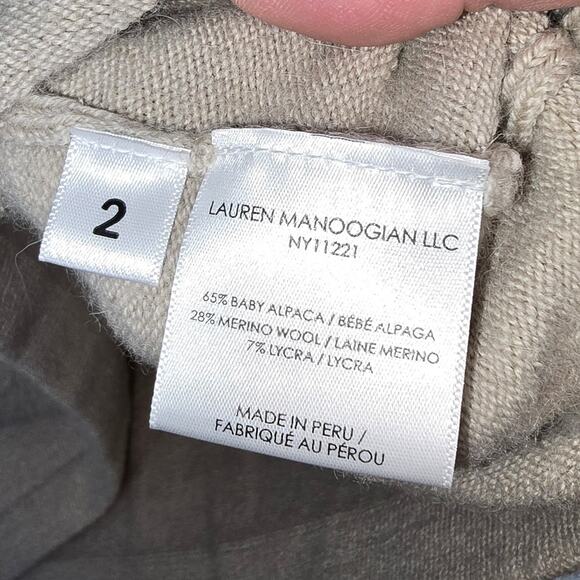 2
LAUREN MANOOGIAN LLC
NY11221
65% BABY ALPACA / BÉBÉ ALPAGA
28% MERINO WOOL / LAINE MERINO
7% LYCRA / LYCRA
MADE IN PERU /
FABRIQUÉ AU PÉROU